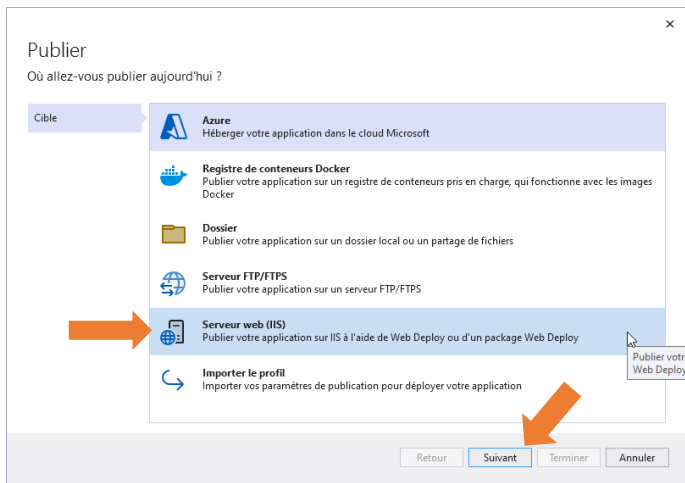 Publier
Où allez-vous publier aujourd'hui ?
Cible
Azure
Héberger votre application dans le cloud Microsoft
Registre de conteneurs Docker
Publier votre application sur un registre de conteneurs pris en charge, qui fonctionne avec les images
Docker
Dossier
Publier votre application sur un dossier local ou un partage de fichiers
Serveur FTP/FTPS
Publier votre application sur un serveur FTP/FTPS
Serveur web (IIS)
Publier votre application sur IIS à l'aide de Web Deploy ou d'un package Web Deploy
Publier votr
Web Deploy
Importer le profil
Importer vos paramètres de publication pour déployer votre application
Retour
Suivant
Terminer
Annuler